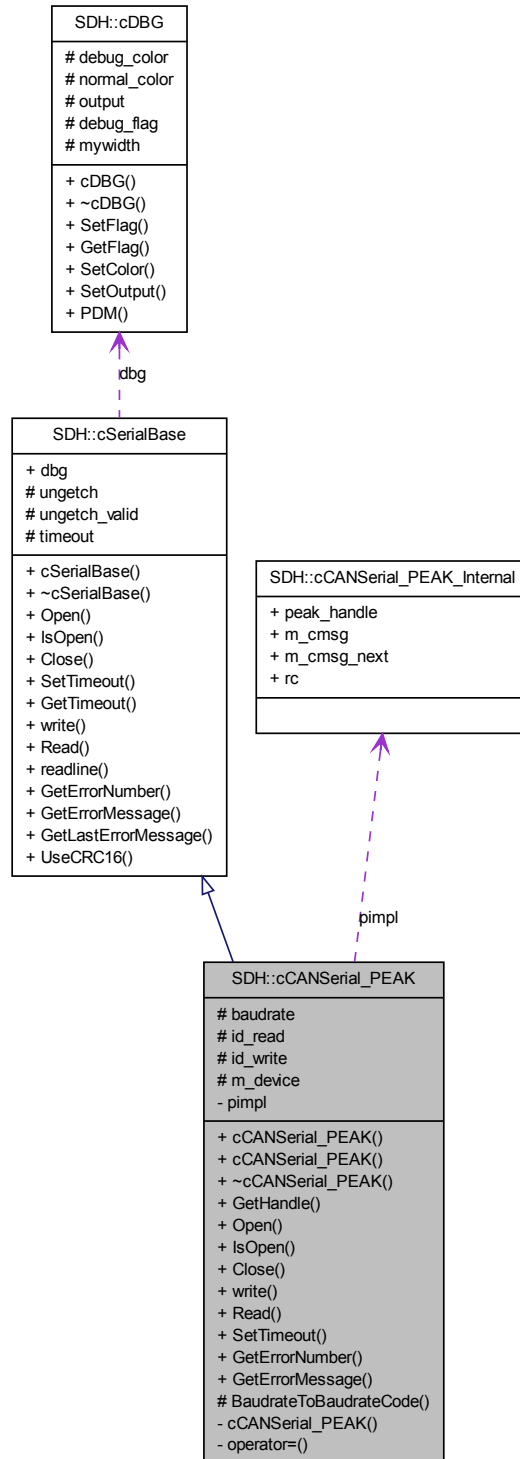 SDH::cDBG
# debug_color
# normal_color
# output
# debug_flag
# mywidth
+ cDBG()
+ ~cDBG()
+ SetFlag()
+ GetFlag()
+ SetColor()
+ SetOutput()
+ PDM()
dbg
SDH::cSerialBase
+ dbg
# ungetch
# ungetch_valid
# timeout
+ cSerialBase()
+ ~cSerialBase()
+ Open()
+ IsOpen()
+ Close()
+ SetTimeout()
+ GetTimeout()
+ write()
+ Read()
+ readline()
+ GetErrorNumber()
+ GetErrorMessage()
+ GetLastErrorMessage()
+ UseCRC16()
SDH::cCANSerial_PEAK_Internal
+ peak_handle
+ m_cmsg
+ m_cmsg_next
+ rc
pimpl
SDH::cCANSerial_PEAK
# baudrate
# id_read
# id_write
# m_device
- pimpl
+ cCANSerial_PEAK()
+ cCANSerial_PEAK()
+ ~cCANSerial_PEAK()
+ GetHandle()
+ Open()
+ IsOpen()
+ Close()
+ write()
+ Read()
+ SetTimeout()
+ GetErrorNumber()
+ GetErrorMessage()
# BaudrateToBaudrateCode()
- cCANSerial_PEAK()
- operator=()